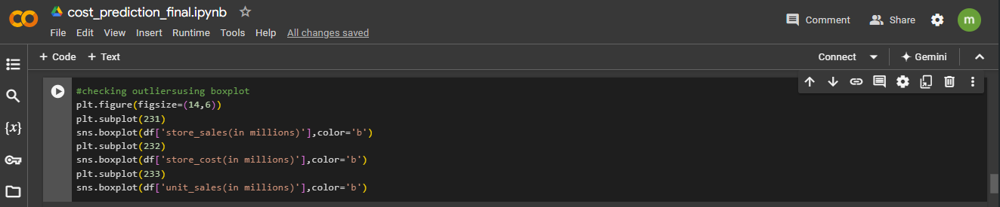 cost_prediction_final.ipynb
File Edit View Insert Runtime Tools Help All changes saved
Comment Share m
+ Code + Text Connect Gemini
{x}
#checking outliersusing boxplot
plt.figure(figsize=(14,6))
plt.subplot(231)
sns.boxplot(df['store_sales(in millions)'],color='b')
plt.subplot(232)
sns.boxplot(df['store_cost(in millions)'],color='b')
plt.subplot(233)
sns.boxplot(df['unit_sales(in millions)'],color='b')